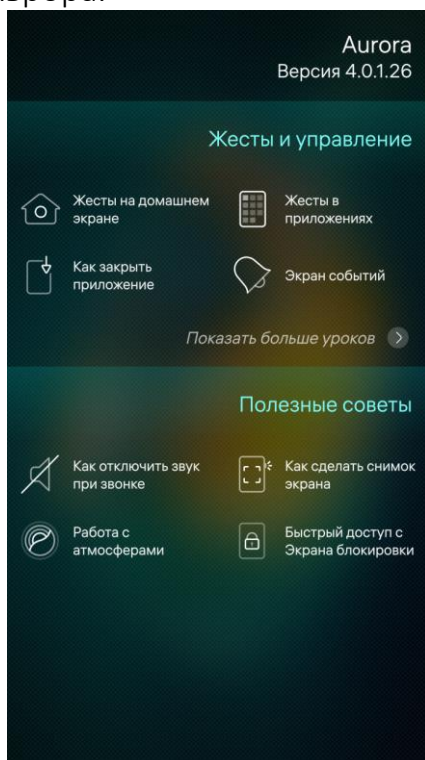 Aurora
Версия 4.0.1.26
Жесты и управление
Жесты на домашнем
экране
Жесты в
приложениях
Как закрыть
приложение
Экран событий
Показать больше уроков
Полезные советы
Как отключить звук
при звонке
Как сделать снимок
экрана
Работа с
атмосферами
Быстрый доступ с
Экрана блокировки